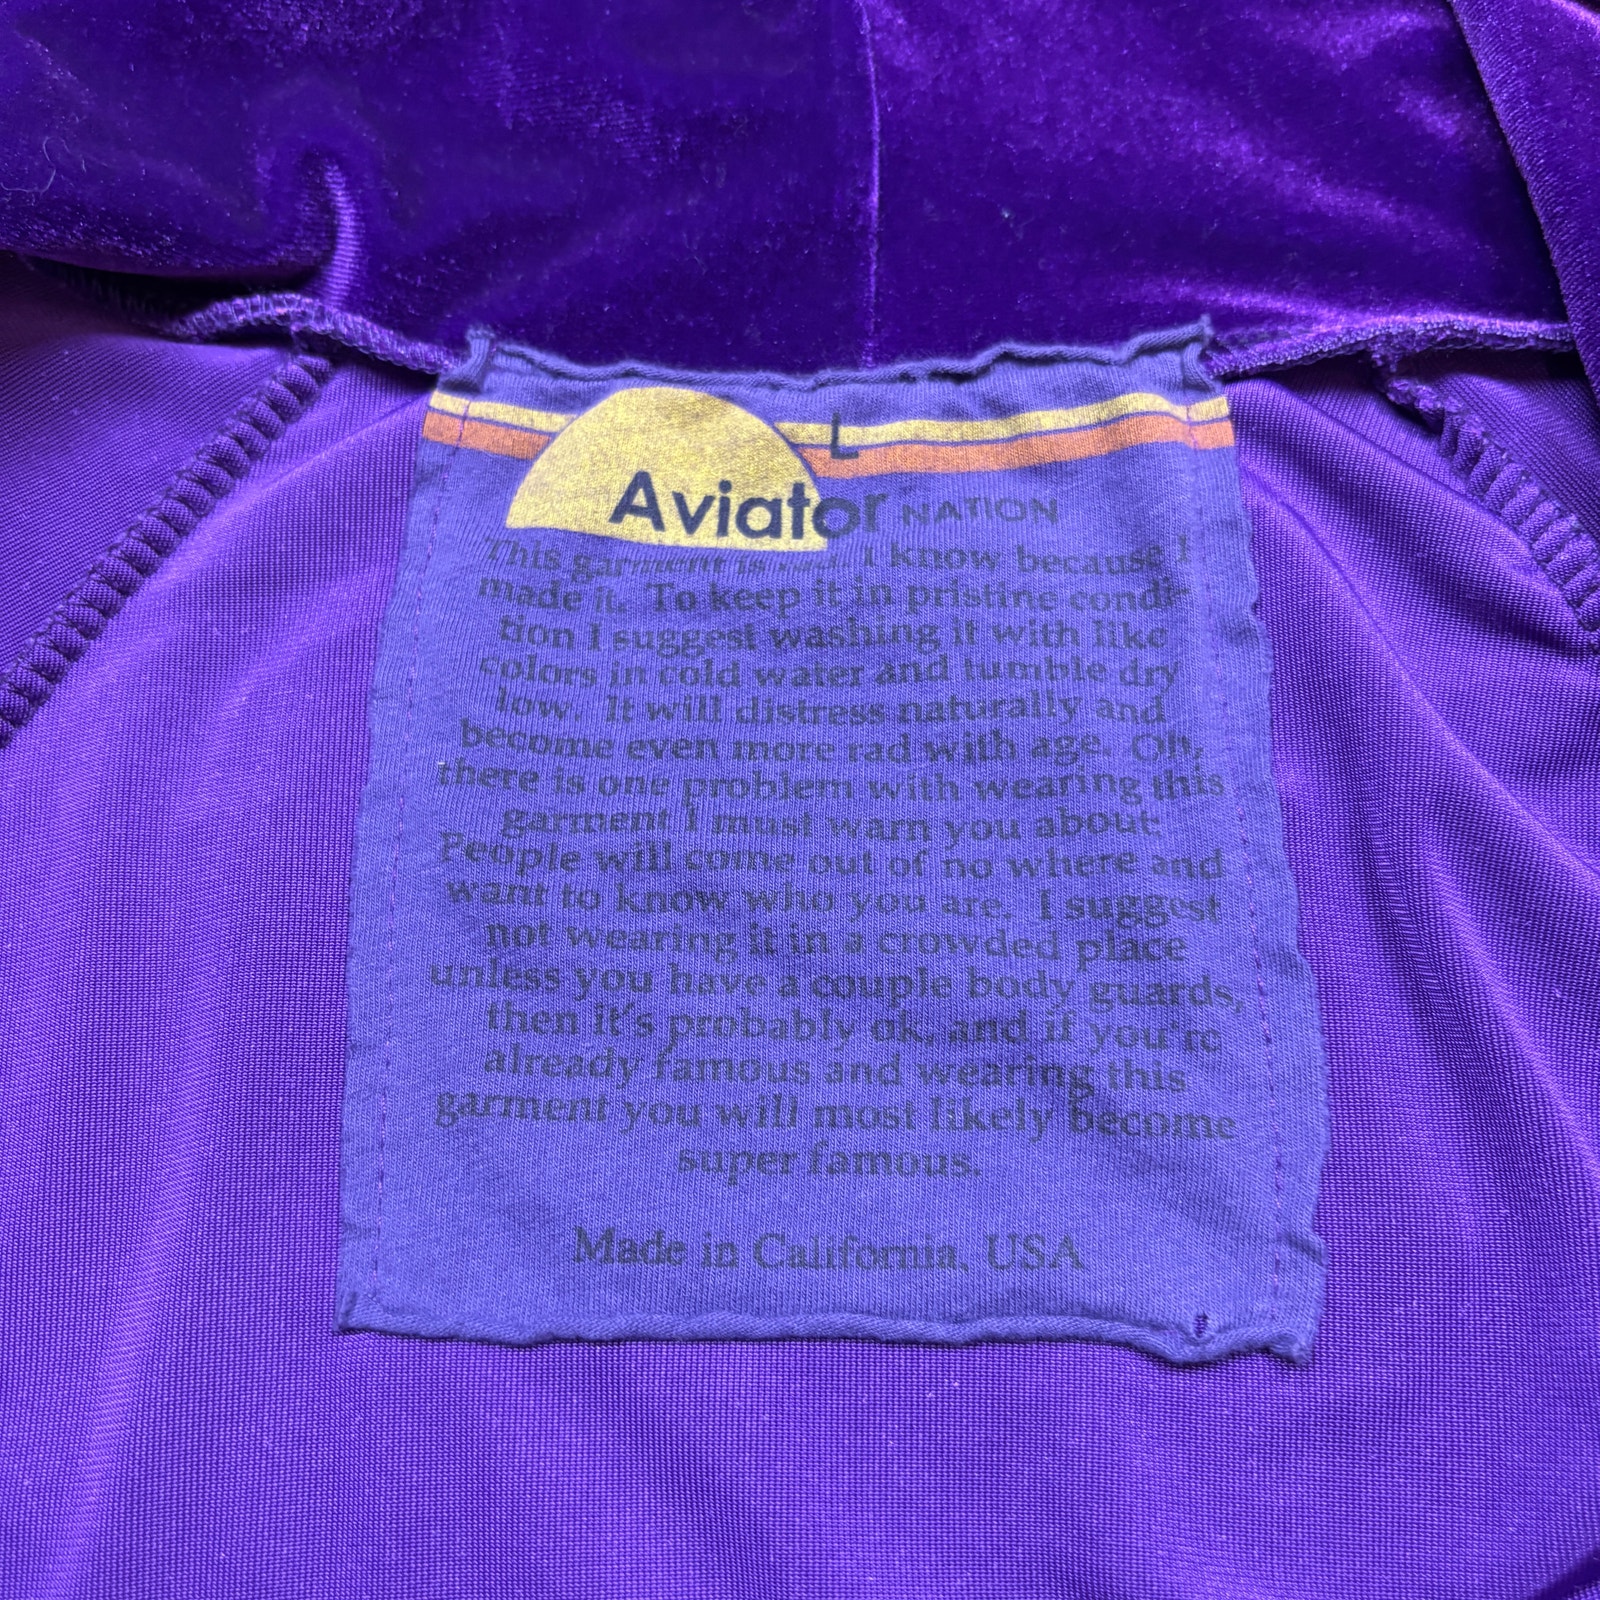 L
Aviator NATION
This garment is I know because I
made it. To keep it in pristine condi-
tion I suggest washing it with like
colors in cold water and tumble dry
low. It will distress naturally and
become even more rad with age. Oh,
there is one problem with wearing this
garment I must warn you about:
People will come out of no where and
want to know who you are. I suggest
not wearing it in a crowded place
unless you have a couple body guards,
then it's probably ok, and if you're
already famous and wearing this
garment you will most likely become
super famous.
Made in California, USA